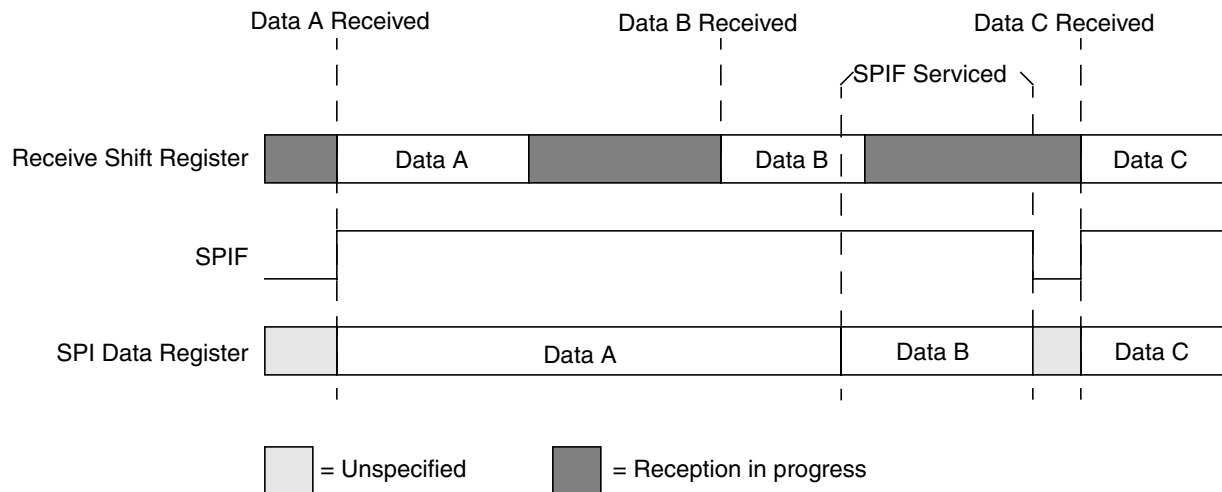 Data A Received
Data B Received
Data C Received
SPIF Serviced
Receive Shift Register
Data A
Data B
Data C
SPIF
SPI Data Register
Data A
Data B
Data C
= Unspecified
= Reception in progress